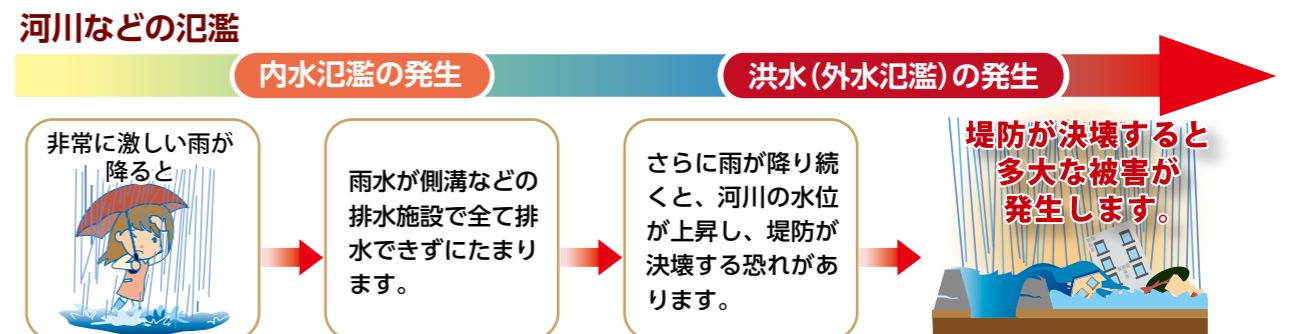 河川などの氾濫
内水氾濫の発生
洪水(外水氾濫)の発生
非常に激しい雨が
降ると
雨水が側溝などの
排水施設で全て排
水できずにたまり
ます。
さらに雨が降り続
くと、河川の水位
が上昇し、堤防が
決壊する恐れがあ
ります。
堤防が決壊すると
多大な被害が
発生します。